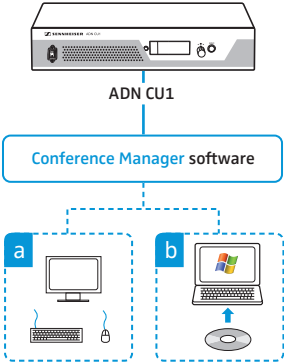 SENNHEISER ADN CU1
ADN CU1
Conference Manager software
a
b